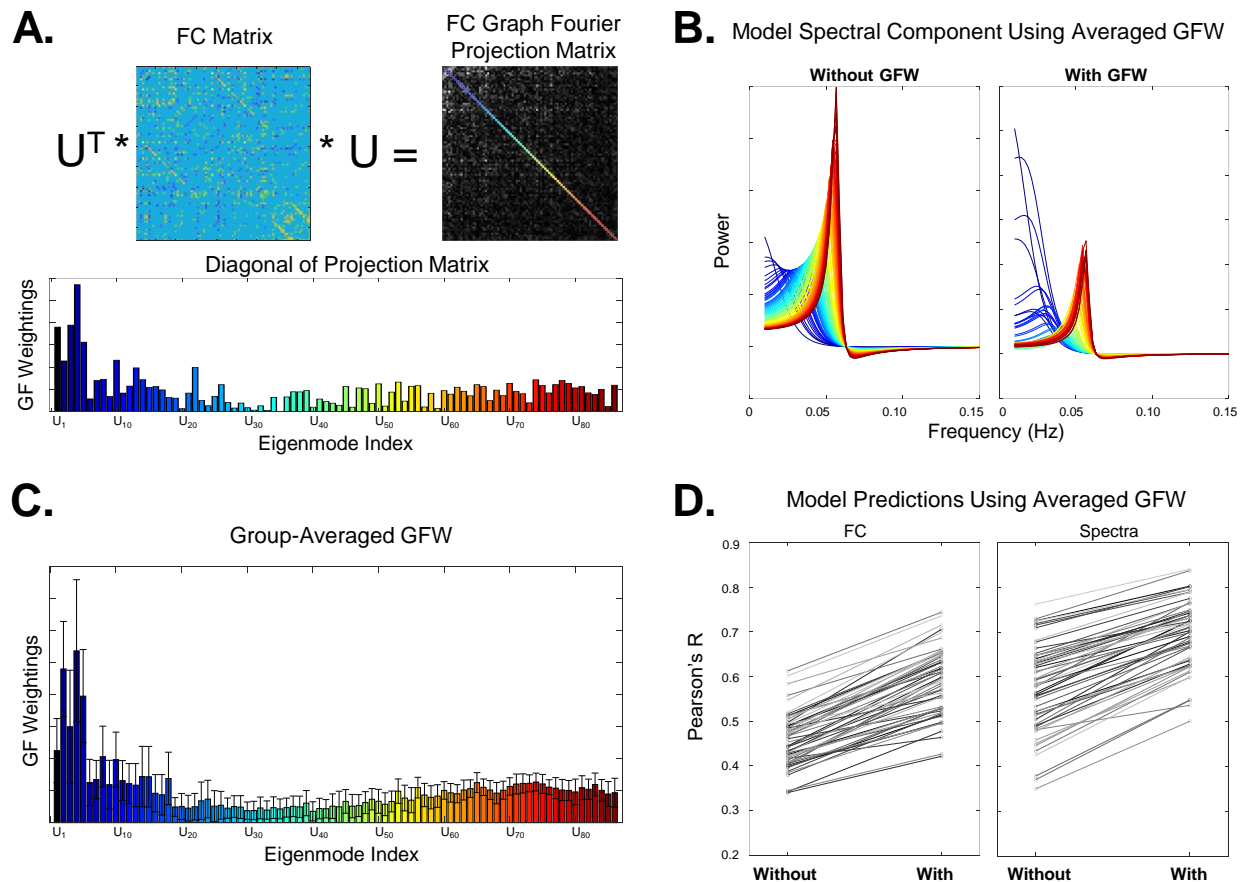 A.
FC Matrix
FC Graph Fourier
Projection Matrix
Uᵀ * * U =
Diagonal of Projection Matrix
GF Weightings
U₁ U₁₀ U₂₀ U₃₀ U₄₀ U₅₀ U₆₀ U₇₀ U₈₀
Eigenmode Index
B. Model Spectral Component Using Averaged GFW
Without GFW With GFW
Power
0 0.05 0.10 0.15 0 0.05 0.10 0.15
Frequency (Hz)
C.
Group-Averaged GFW
GF Weightings
U₁ U₁₀ U₂₀ U₃₀ U₄₀ U₅₀ U₆₀ U₇₀ U₈₀
Eigenmode Index
D. Model Predictions Using Averaged GFW
FC Spectra
Pearson's R
0.9
0.8
0.7
0.6
0.5
0.4
0.3
0.2
Without With Without With